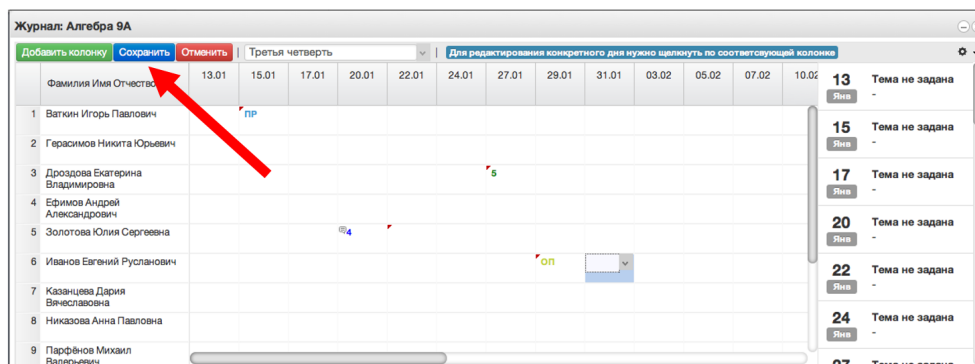 Журнал: Алгебра 9А
Добавить колонку Сохранить Отменить | Третья четверть | Для редактирования конкретного дня нужно щелкнуть по соответсвующей колонке
Фамилия Имя Отчество 13.01 15.01 17.01 20.01 22.01 24.01 27.01 29.01 31.01 03.02 05.02 07.02 10.02
1 Ваткин Игорь Павлович ПР
2 Герасимов Никита Юрьевич
3 Дроздова Екатерина
Владимировна
5
4 Ефимов Андрей
Александрович
5 Золотова Юлия Сергеевна 4
6 Иванов Евгений Русланович ОП
7 Казанцева Дария
Вячеславовна
8 Никазова Анна Павловна
9 Парфёнов Михаил
Валерьевич
13 Тема не задана
Янв -
15 Тема не задана
Янв -
17 Тема не задана
Янв -
20 Тема не задана
Янв -
22 Тема не задана
Янв -
24 Тема не задана
Янв -
27 Тема не задана